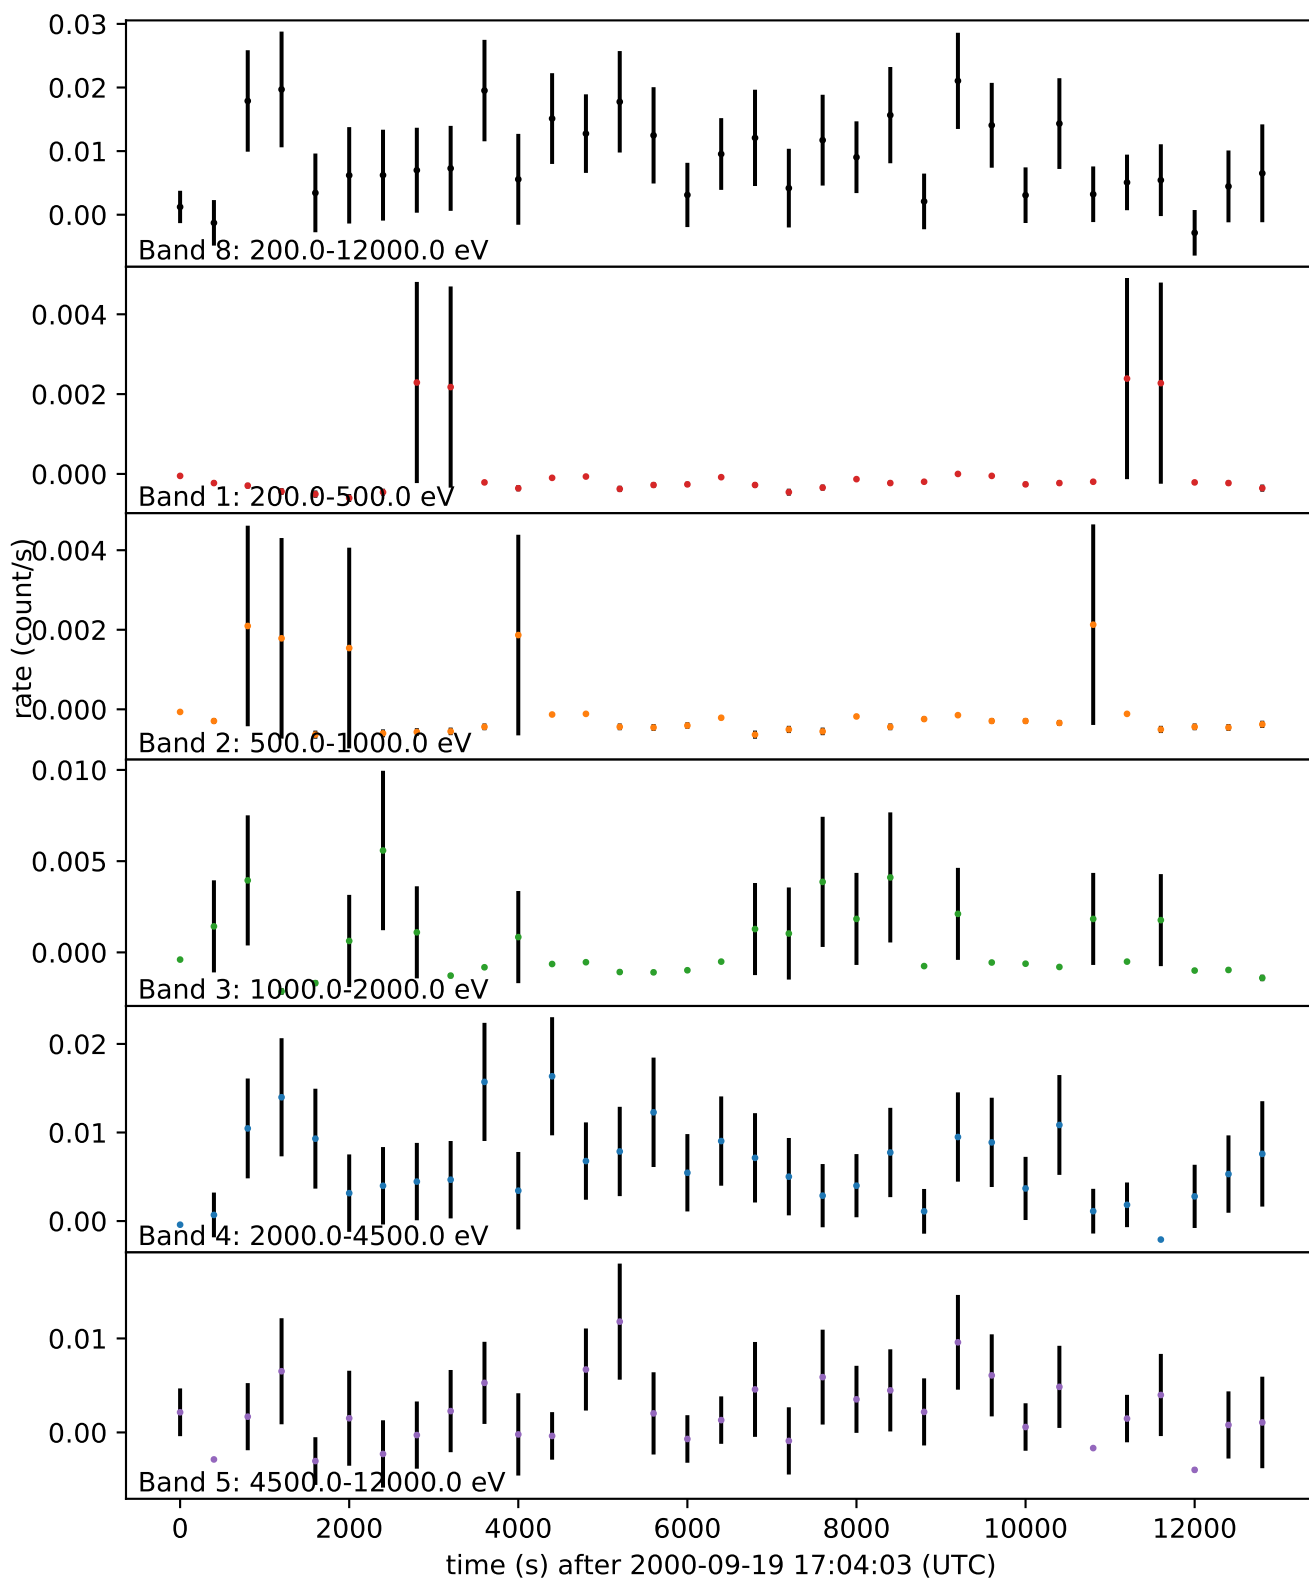 0.03
0.02
0.01
0.00
Band 8: 200.0-12000.0 eV
0.004
0.002
0.000
Band 1: 200.0-500.0 eV
rate (count/s)
0.004
0.002
0.000
Band 2: 500.0-1000.0 eV
0.010
0.005
0.000
Band 3: 1000.0-2000.0 eV
0.02
0.01
0.00
Band 4: 2000.0-4500.0 eV
0.01
0.00
Band 5: 4500.0-12000.0 eV
0 2000 4000 6000 8000 10000 12000
time (s) after 2000-09-19 17:04:03 (UTC)